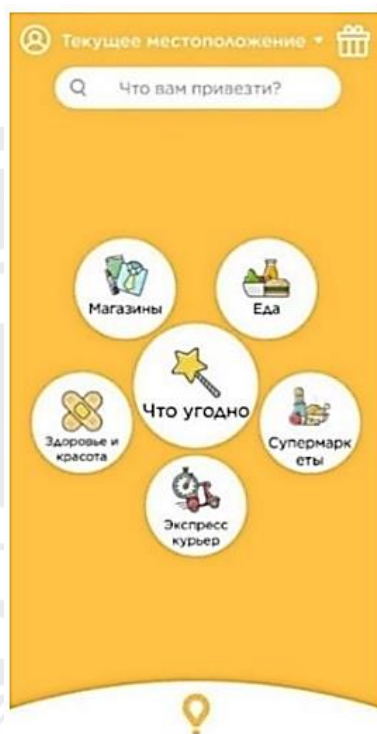 Текущее местоположение
Что вам привезти?
Магазины
Еда
Что угодно
Здоровье и
красота
Супермарк
еты
Экспресс
курьер